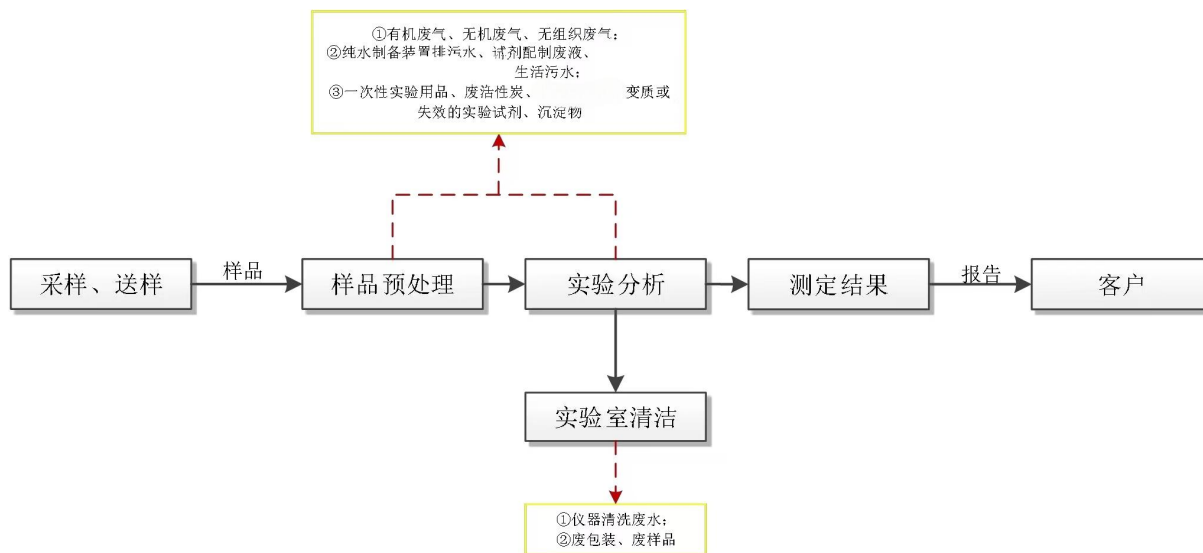 ①有机废气、无机废气、无组织废气;
②纯水制备装置排污水、试剂配制废液、
生活污水;
③一次性实验用品、废活性炭、 变质或
失效的实验试剂、沉淀物
采样、送样
样品
样品预处理
实验分析
测定结果
报告
客户
实验室清洁
①仪器清洗废水;
②废包装、废样品